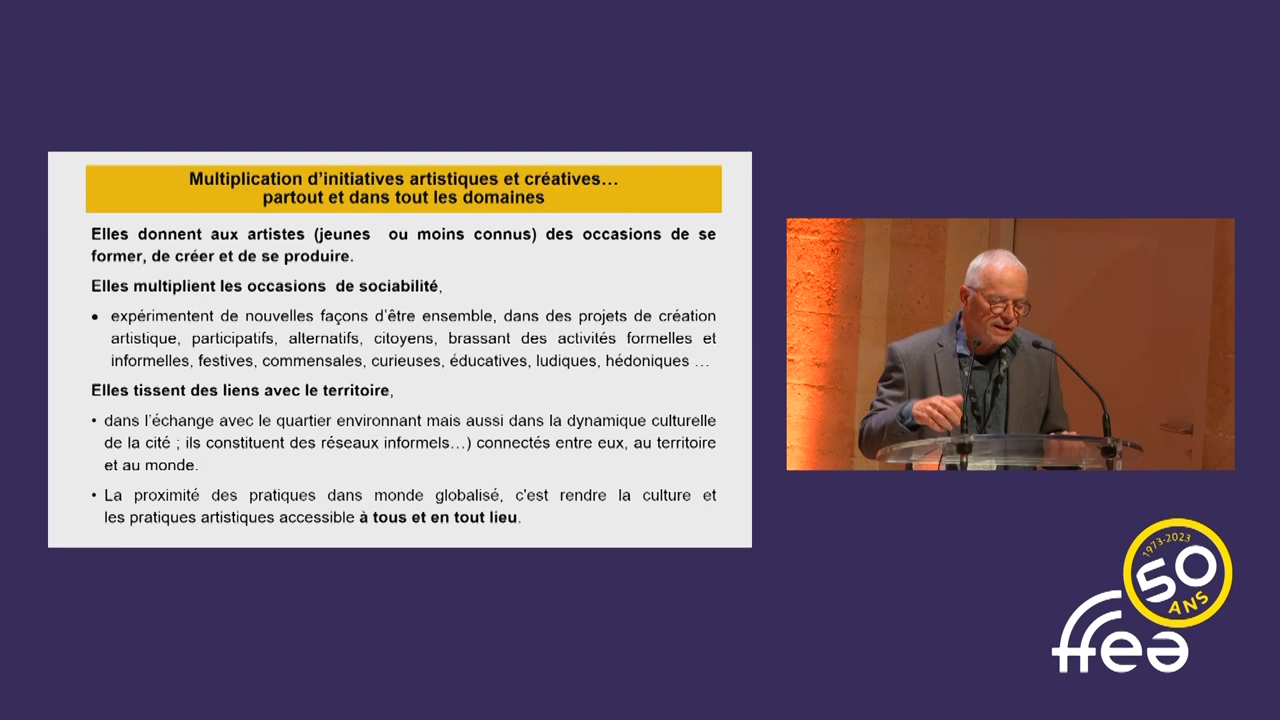 Multiplication d’initiatives artistiques et créatives…
partout et dans tout les domaines
Elles donnent aux artistes (jeunes ou moins connus) des occasions de se
former, de créer et de se produire.
Elles multiplient les occasions de sociabilité,
• expérimentent de nouvelles façons d’être ensemble, dans des projets de création
artistique, participatifs, alternatifs, citoyens, brassant des activités formelles et
informelles, festives, commensales, curieuses, éducatives, ludiques, hédoniques …
Elles tissent des liens avec le territoire,
• dans l’échange avec le quartier environnant mais aussi dans la dynamique culturelle
de la cité ; ils constituent des réseaux informels…) connectés entre eux, au territoire
et au monde.
• La proximité des pratiques dans monde globalisé, c'est rendre la culture et
les pratiques artistiques accessible à tous et en tout lieu.
1973-2023
50
ANS
ffea